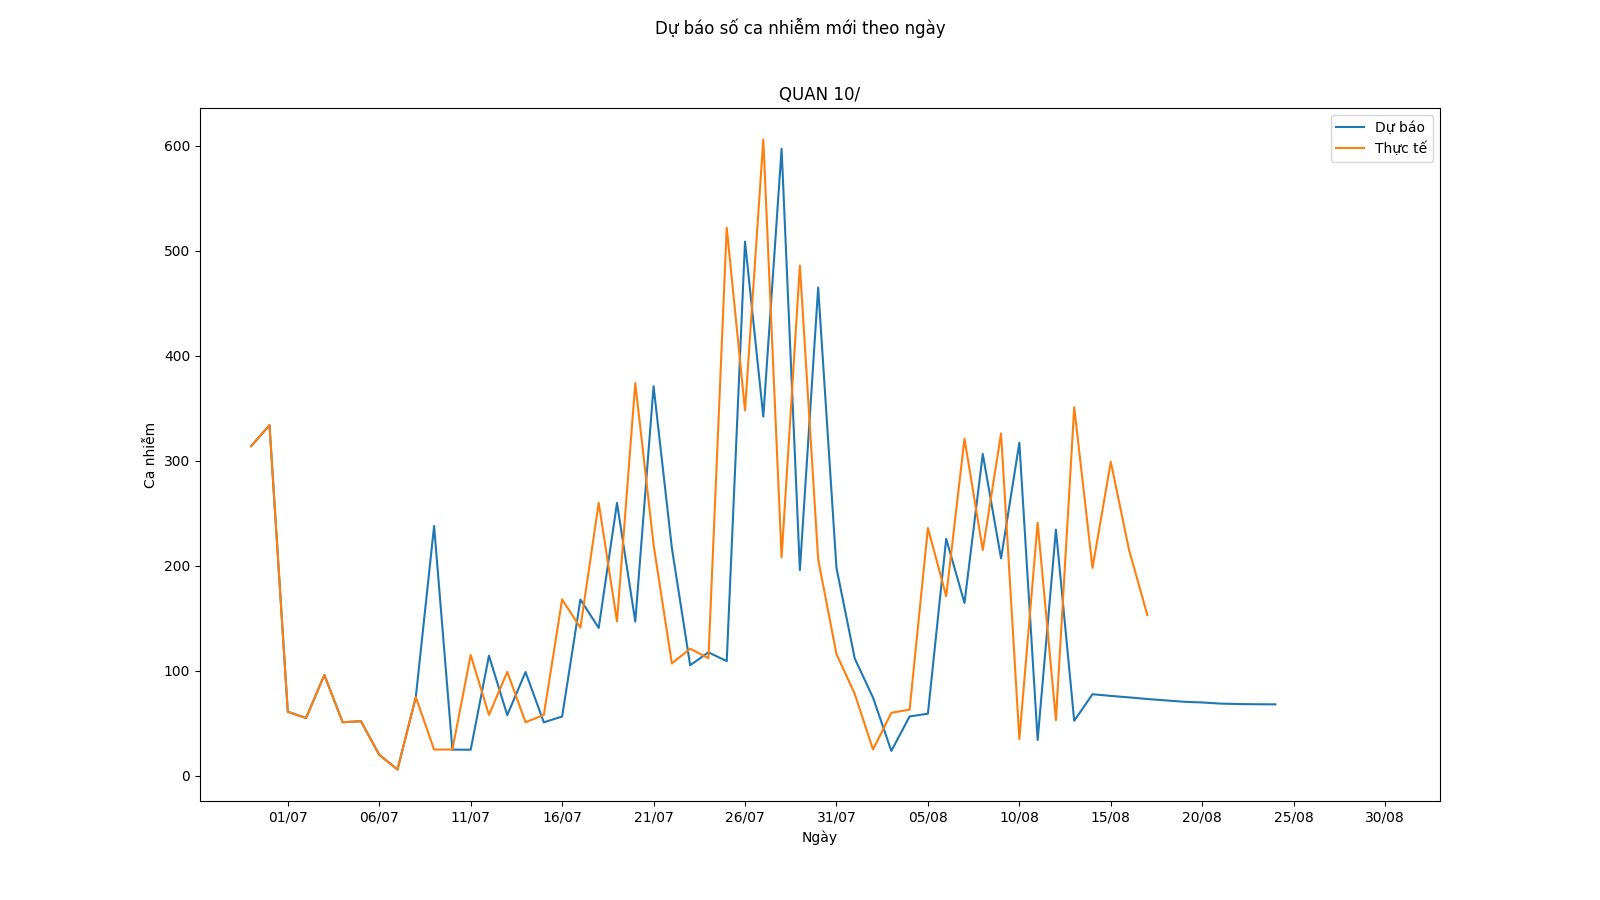 Dự báo số ca nhiễm mới theo ngày
QUAN 10/
Dự báo
Thực tế
600
500
400
300
200
100
0
Ca nhiễm
01/07 06/07 11/07 16/07 21/07 26/07 31/07 05/08 10/08 15/08 20/08 25/08 30/08
Ngày